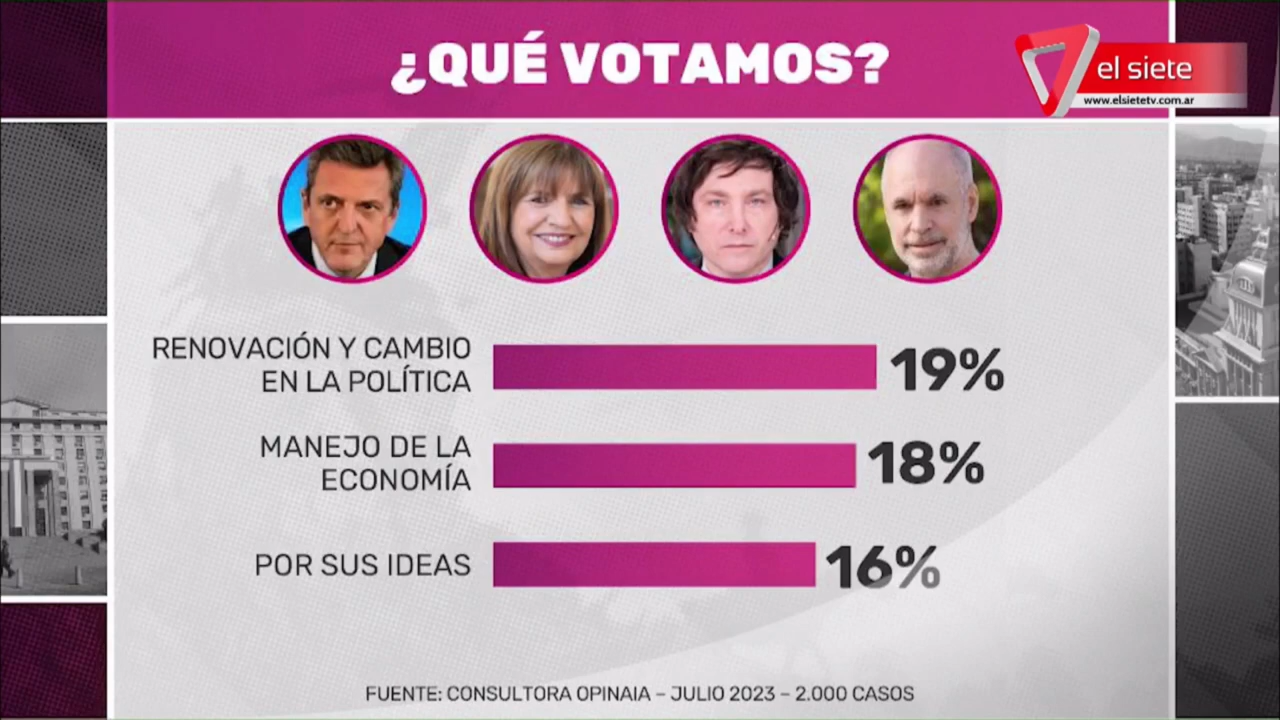 ¿QUÉ VOTAMOS?
el siete
www.elsietetv.com.ar
RENOVACIÓN Y CAMBIO
EN LA POLÍTICA
19%
MANEJO DE LA
ECONOMÍA
18%
POR SUS IDEAS
16%
FUENTE: CONSULTORA OPINAIA – JULIO 2023 – 2.000 CASOS